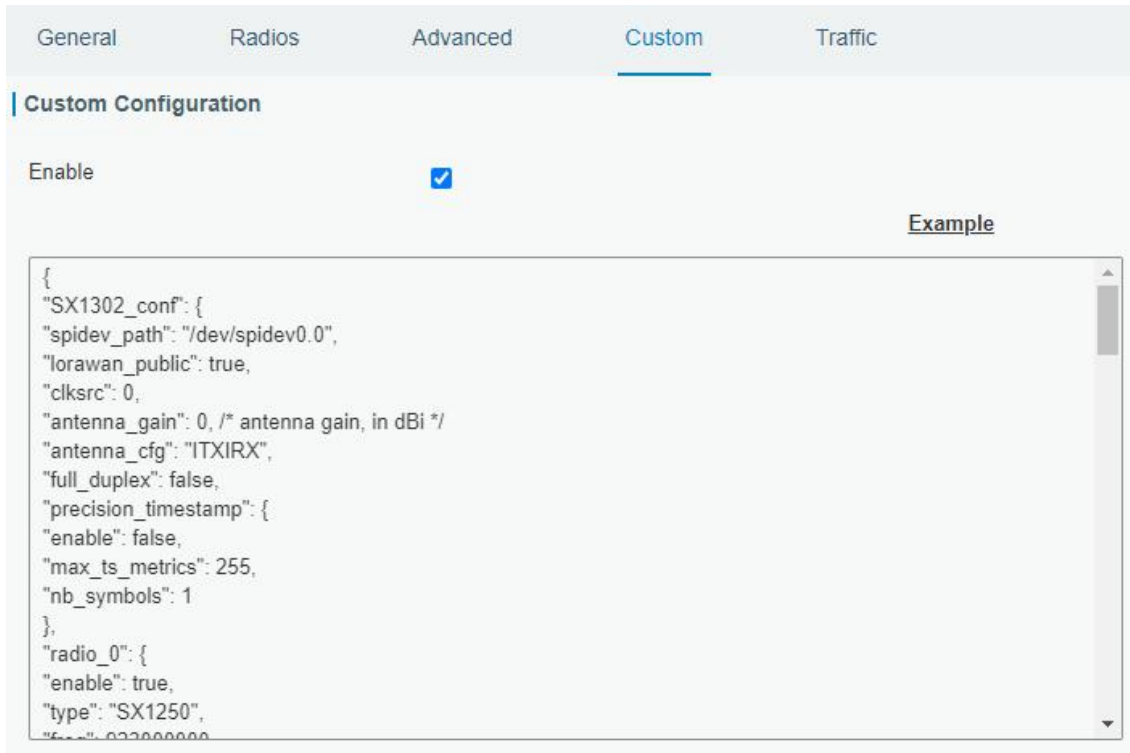 General Radios Advanced Custom Traffic
Custom Configuration
Enable
Example
{
"SX1302_conf": {
"spidev_path": "/dev/spidev0.0",
"lorawan_public": true,
"clksrc": 0,
"antenna_gain": 0, /* antenna gain, in dBi */
"antenna_cfg": "ITXIRX",
"full_duplex": false,
"precision_timestamp": {
"enable": false,
"max_ts_metrics": 255,
"nb_symbols": 1
},
"radio_0": {
"enable": true,
"type": "SX1250",